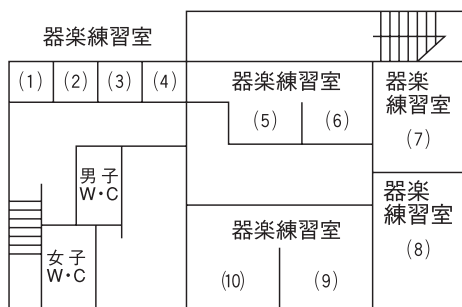 器楽練習室
(1) (2) (3) (4)
器楽練習室
(5) (6)
器楽
練習室
(7)
男子
W・C
器楽
練習室
(8)
女子
W・C
器楽練習室
(10) (9)